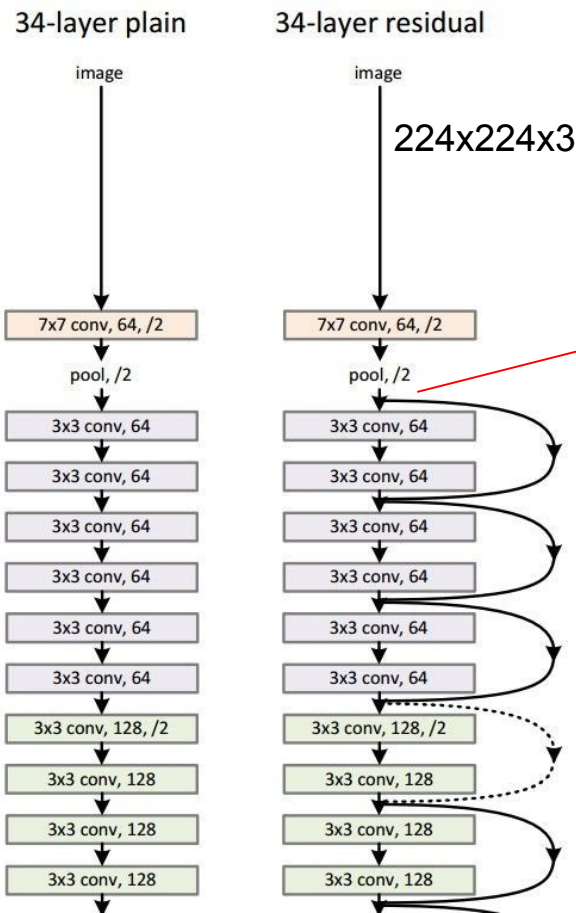 34-layer plain
image
7x7 conv, 64, /2
pool, /2
3x3 conv, 64
3x3 conv, 64
3x3 conv, 64
3x3 conv, 64
3x3 conv, 64
3x3 conv, 64
3x3 conv, 128, /2
3x3 conv, 128
3x3 conv, 128
3x3 conv, 128
34-layer residual
image
224x224x3
7x7 conv, 64, /2
pool, /2
3x3 conv, 64
3x3 conv, 64
3x3 conv, 64
3x3 conv, 64
3x3 conv, 64
3x3 conv, 64
3x3 conv, 128, /2
3x3 conv, 128
3x3 conv, 128
3x3 conv, 128